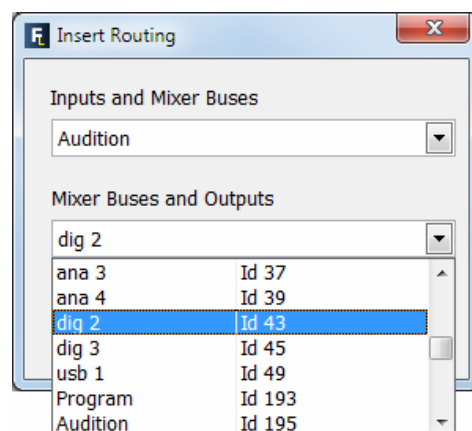 Insert Routing
Inputs and Mixer Buses
Audition
Mixer Buses and Outputs
dig 2
ana 3 Id 37
ana 4 Id 39
dig 2 Id 43
dig 3 Id 45
usb 1 Id 49
Program Id 193
Audition Id 195